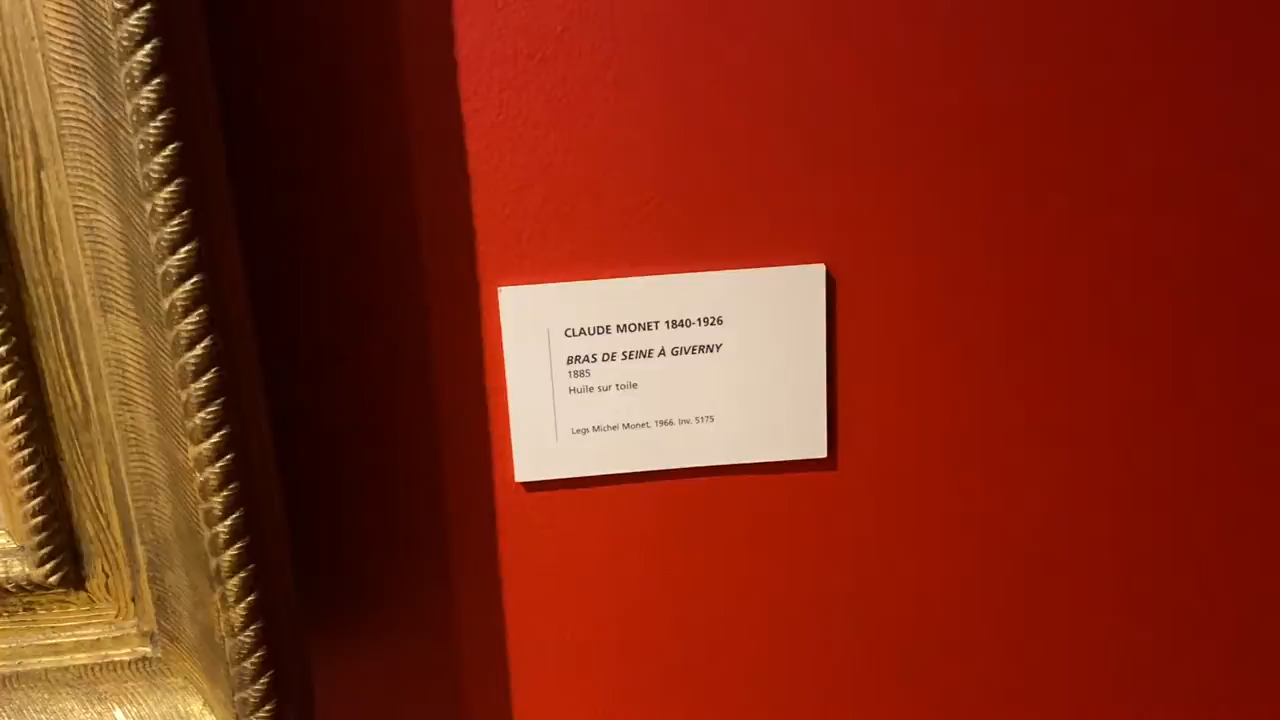 CLAUDE MONET 1840-1926
BRAS DE SEINE À GIVERNY
1885
Huile sur toile
Legs Michel Monet, 1966. Inv. 5175